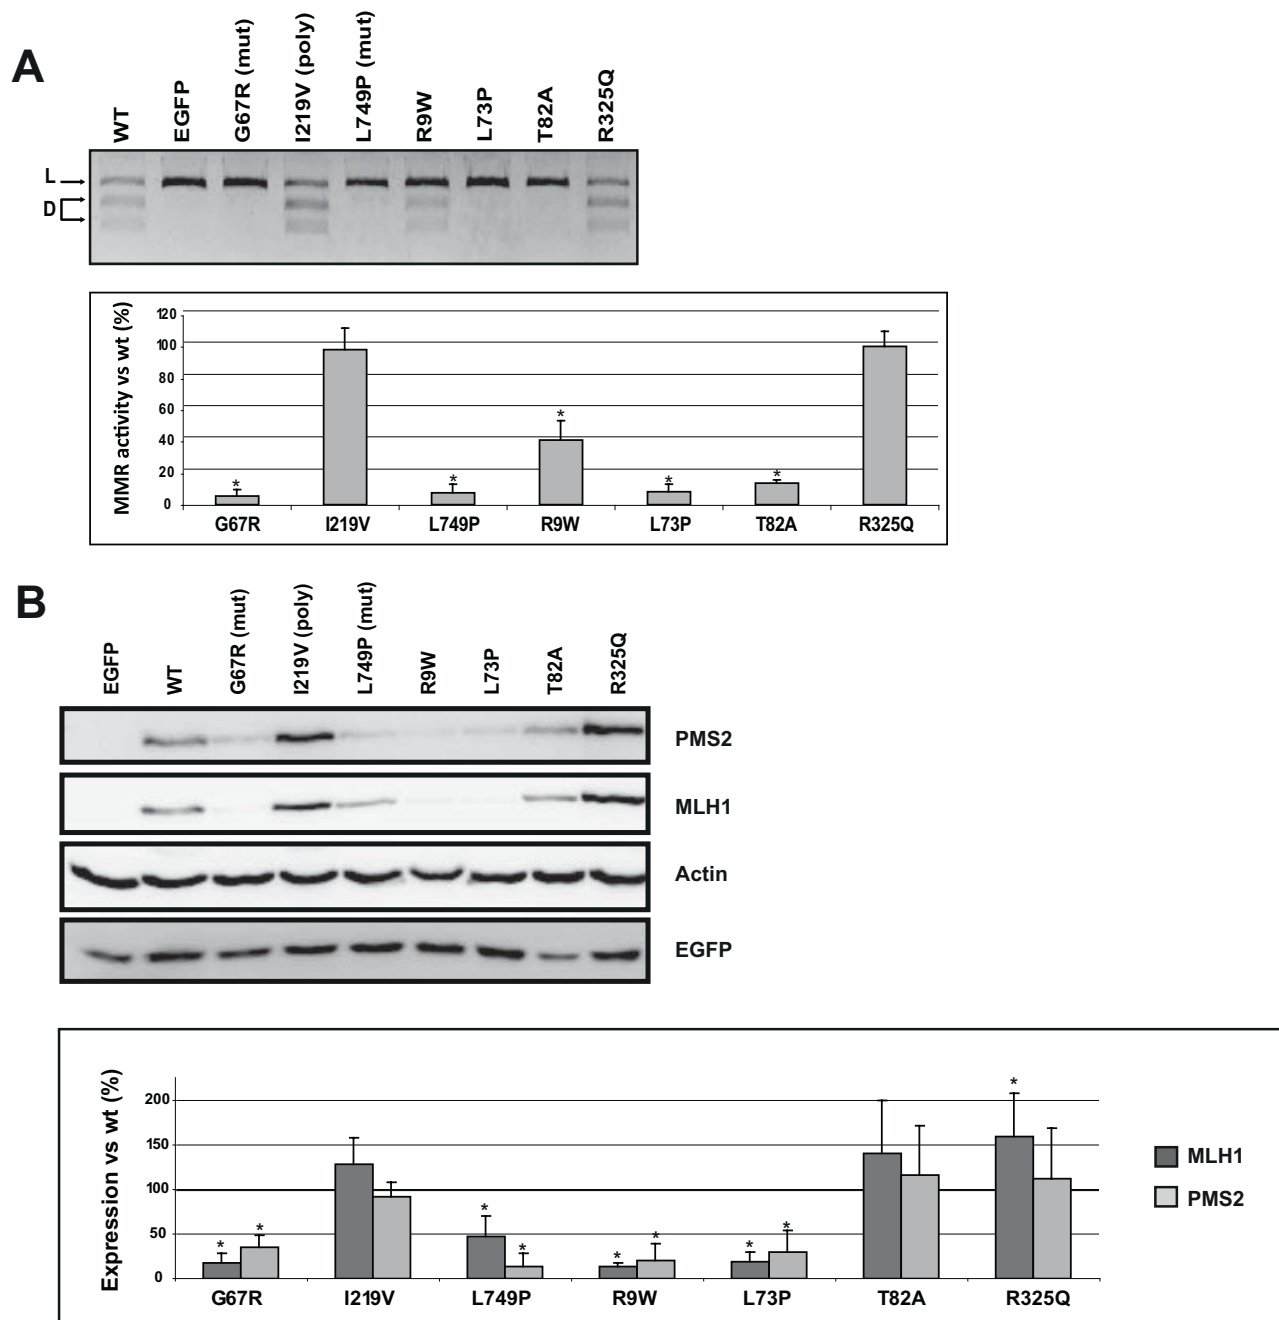 A
WT
EGFP
G67R (mut)
I219V (poly)
L749P (mut)
R9W
L73P
T82A
R325Q
L
D
MMR activity vs wt (%)
120
100
80
60
40
20
0
* * * * *
G67R I219V L749P R9W L73P T82A R325Q
B
EGFP
WT
G67R (mut)
I219V (poly)
L749P (mut)
R9W
L73P
T82A
R325Q
PMS2
MLH1
Actin
EGFP
Expression vs wt (%)
200
150
100
50
0
* * * * * * * * *
G67R I219V L749P R9W L73P T82A R325Q
MLH1
PMS2